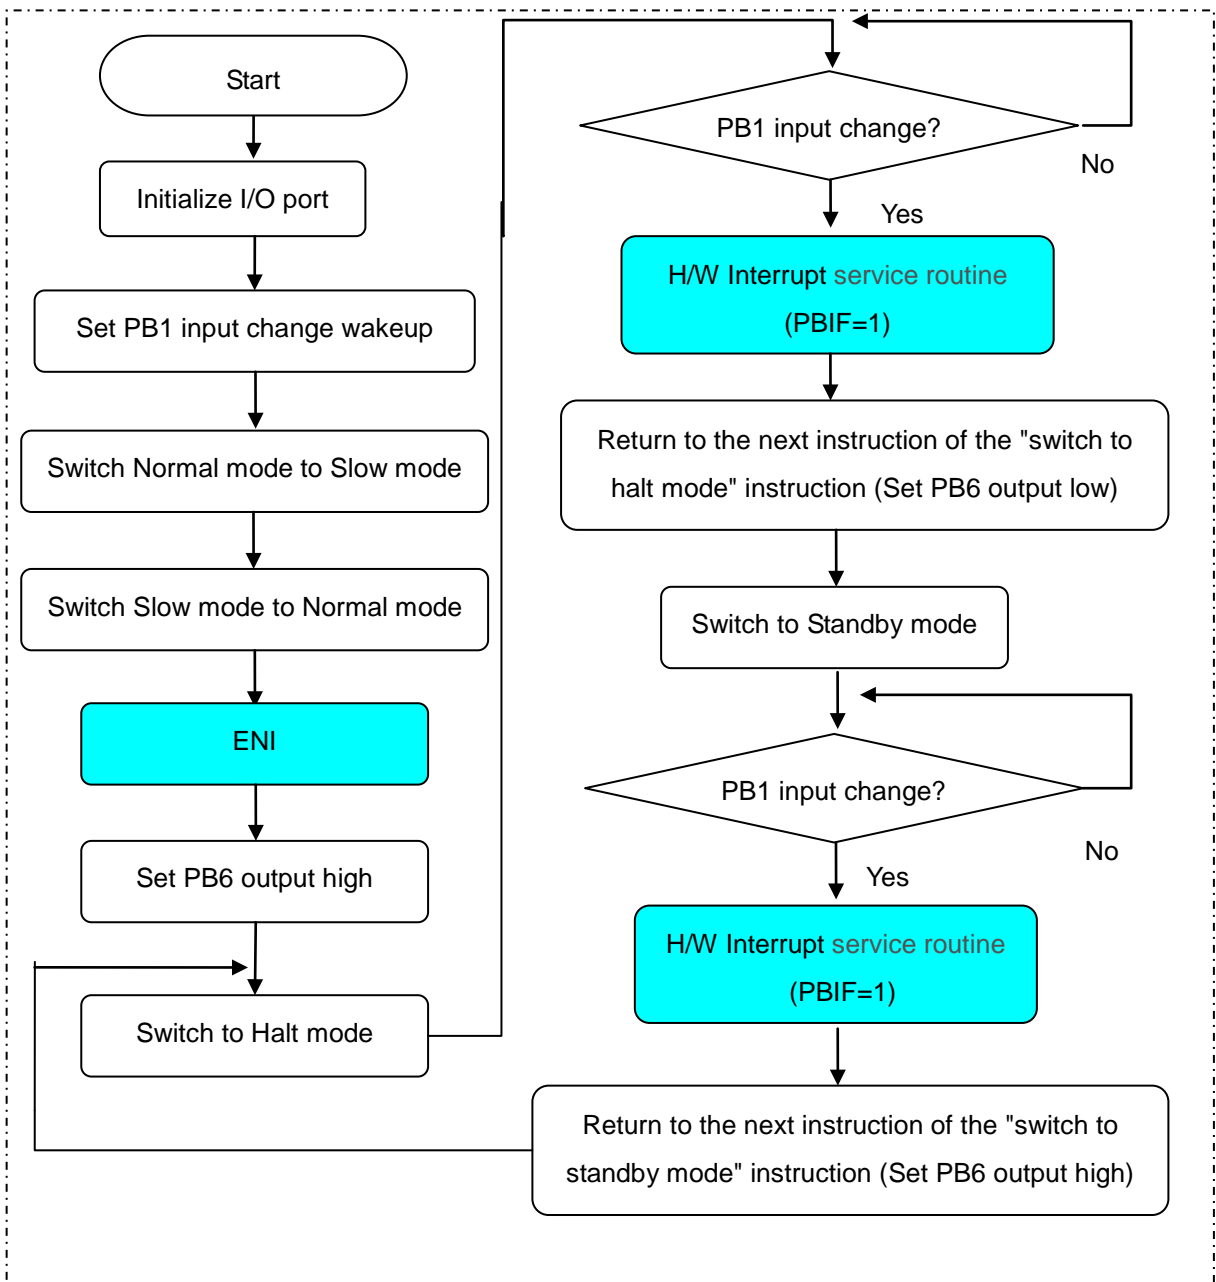 Start
Initialize I/O port
Set PB1 input change wakeup
Switch Normal mode to Slow mode
Switch Slow mode to Normal mode
ENI
Set PB6 output high
Switch to Halt mode
PB1 input change?
No
Yes
H/W Interrupt service routine
(PBIF=1)
Return to the next instruction of the "switch to
halt mode" instruction (Set PB6 output low)
Switch to Standby mode
PB1 input change?
No
Yes
H/W Interrupt service routine
(PBIF=1)
Return to the next instruction of the "switch to
standby mode" instruction (Set PB6 output high)